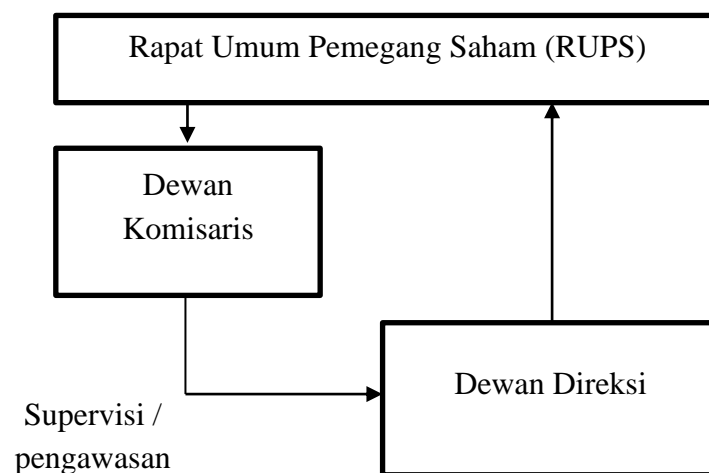 Rapat Umum Pemegang Saham (RUPS)
Dewan
Komisaris
Dewan Direksi
Supervisi /
pengawasan